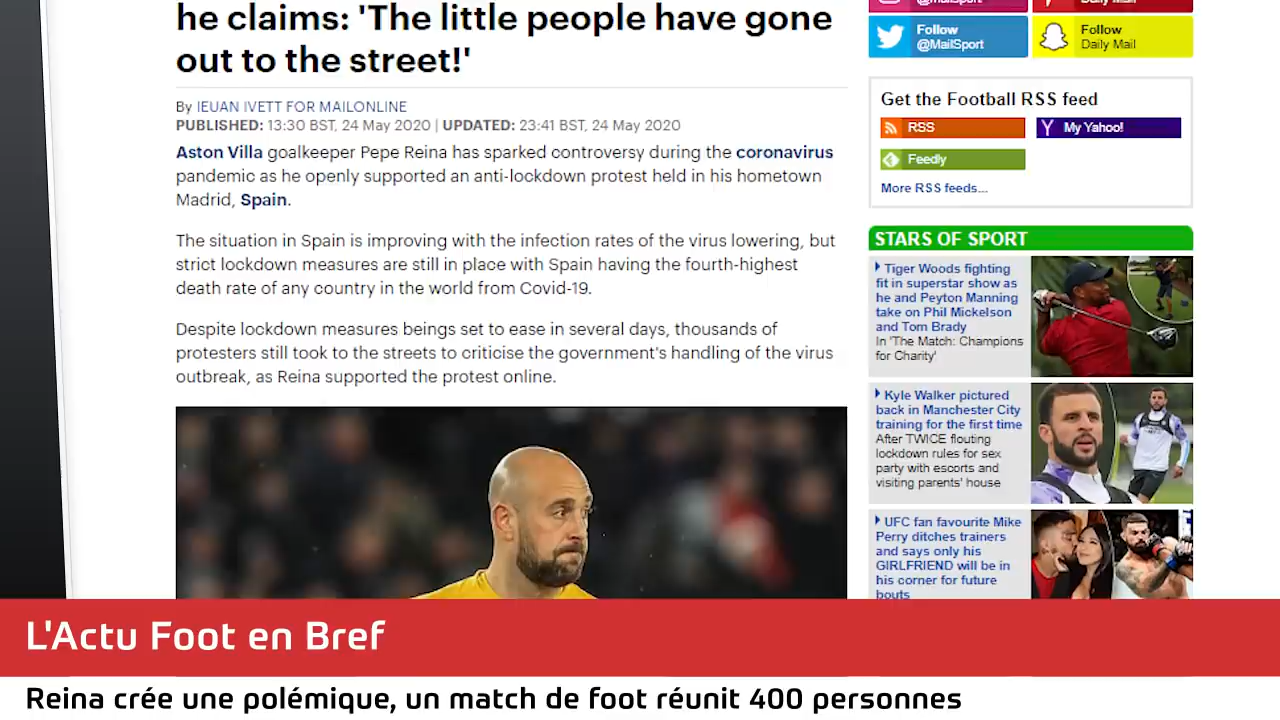 he claims: 'The little people have gone
out to the street!'
By IEUAN IVETT FOR MAILONLINE
PUBLISHED: 13:30 BST, 24 May 2020 | UPDATED: 23:41 BST, 24 May 2020
Aston Villa goalkeeper Pepe Reina has sparked controversy during the coronavirus
pandemic as he openly supported an anti-lockdown protest held in his hometown
Madrid, Spain.
The situation in Spain is improving with the infection rates of the virus lowering, but
strict lockdown measures are still in place with Spain having the fourth-highest
death rate of any country in the world from Covid-19.
Despite lockdown measures beings set to ease in several days, thousands of
protesters still took to the streets to criticise the government's handling of the virus
outbreak, as Reina supported the protest online.
Daily Mail
Follow
@MailSport
Follow
Daily Mail
Get the Football RSS feed
RSS
My Yahoo!
Feedly
More RSS feeds...
STARS OF SPORT
Tiger Woods fighting
fit in superstar show as
he and Peyton Manning
take on Phil Mickelson
and Tom Brady
In 'The Match: Champions
for Charity'
Kyle Walker pictured
back in Manchester City
training for the first time
After TWICE flouting
lockdown rules for sex
party with escorts and
visiting parents' house
UFC fan favourite Mike
Perry ditches trainers
and says only his
GIRLFRIEND will be in
his corner for future
bouts
L'Actu Foot en Bref
Reina crée une polémique, un match de foot réunit 400 personnes